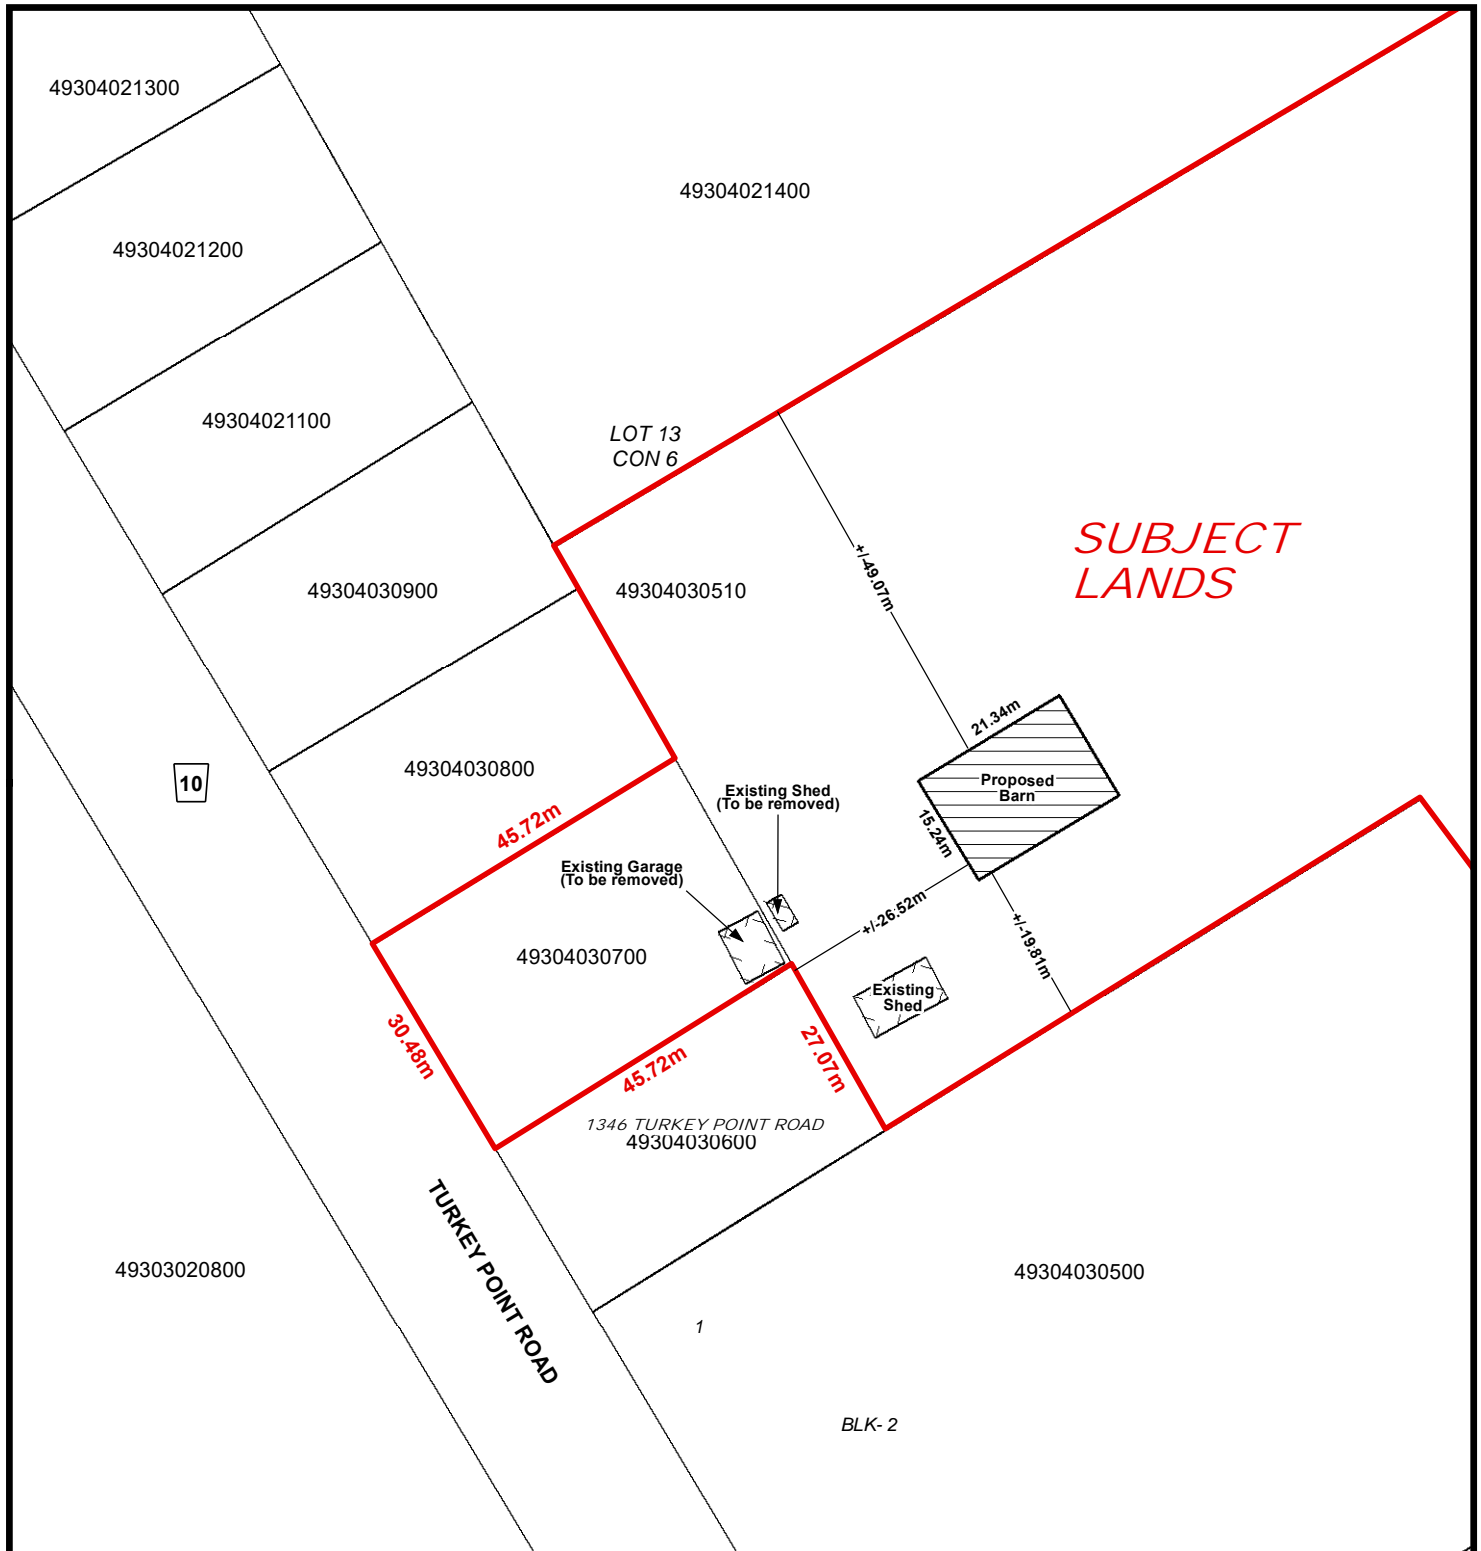 49304021300
49304021400
49304021200
49304021100
LOT 13
CON 6
+/-49.07m
SUBJECT
LANDS
49304030900
49304030510
21.34m
49304030800
10
Existing Shed
(To be removed)
Proposed
Barn
15.24m
45.72m
Existing Garage
(To be removed)
+/-26.52m
+/-19.81m
49304030700
Existing
Shed
30.48m
45.72m
27.07m
1346 TURKEY POINT ROAD
49304030600
TURKEY POINT ROAD
49303020800
49304030500
1
BLK- 2